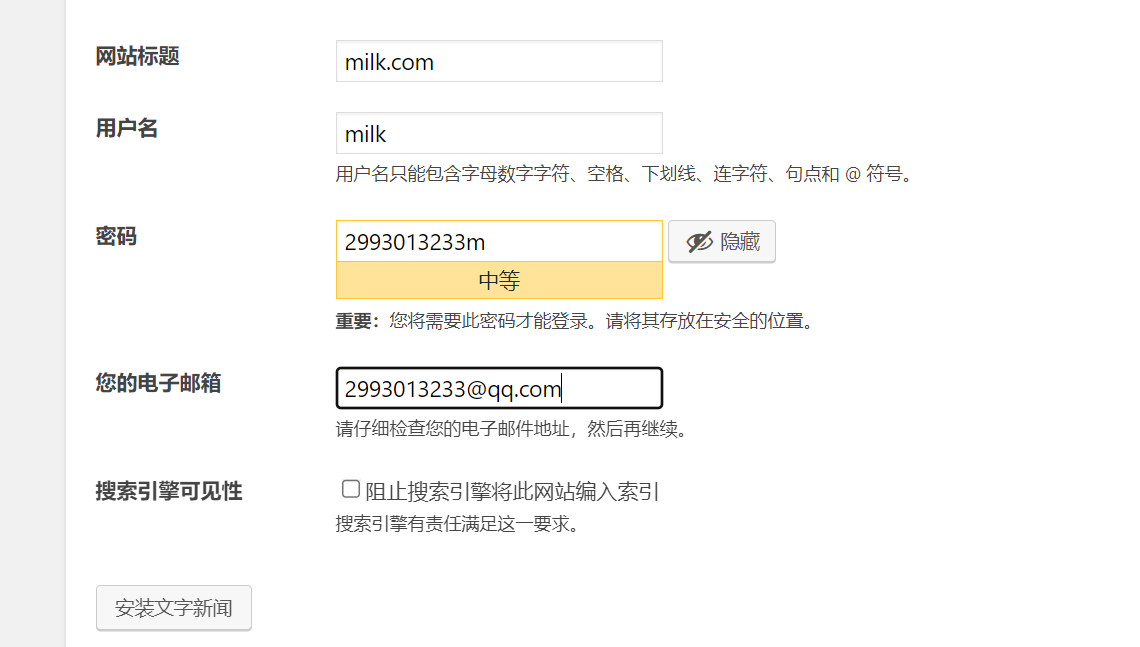 网站标题
milk.com
用户名
milk
用户名只能包含字母数字字符、空格、下划线、连字符、句点和 @ 符号。
密码
2993013233m
隐藏
中等
重要：您将需要此密码才能登录。请将其存放在安全的位置。
您的电子邮箱
2993013233@qq.com
请仔细检查您的电子邮件地址，然后再继续。
搜索引擎可见性
阻止搜索引擎将此网站编入索引
搜索引擎有责任满足这一要求。
安装文字新闻